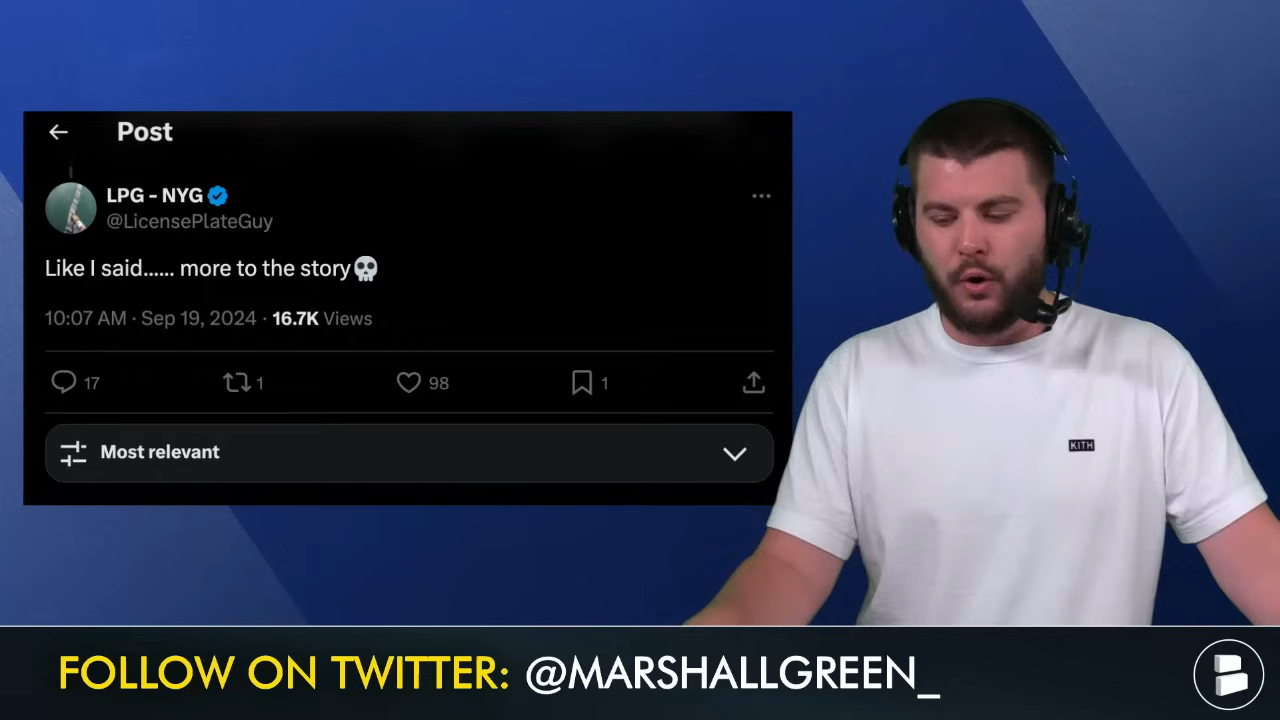 Post
LPG - NYG
@LicensePlateGuy
Like I said...... more to the story💀
10:07 AM · Sep 19, 2024 · 16.7K Views
17 1 98 1
Most relevant
KITH
FOLLOW ON TWITTER: @MARSHALLGREEN_